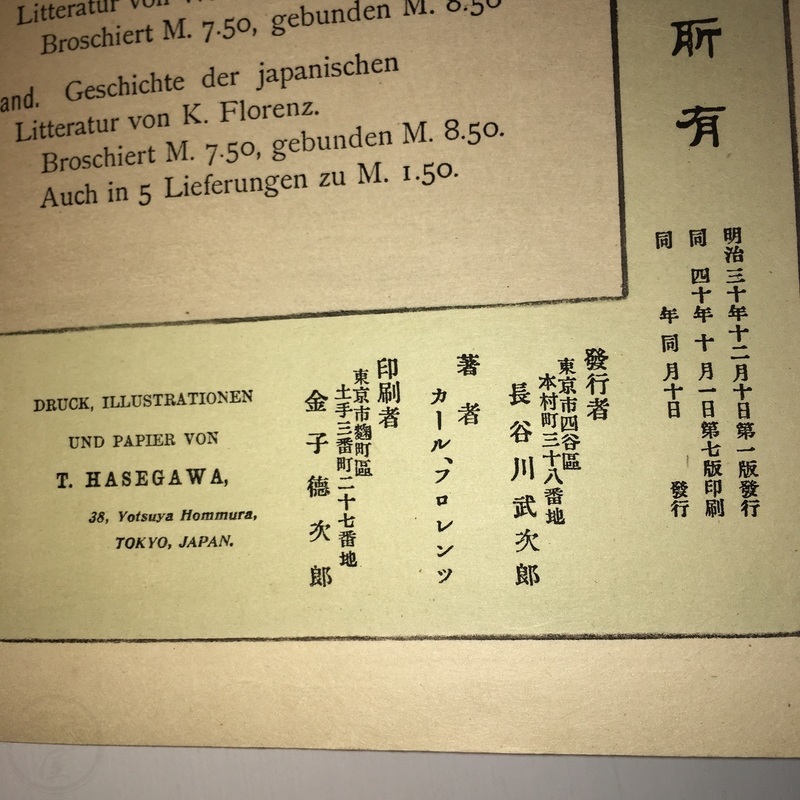 Litteratur von
Broschiert M. 7.50, gebunden M. 8.50
and. Geschichte der japanischen
Litteratur von K. Florenz.
Broschiert M. 7.50, gebunden M. 8.50.
Auch in 5 Lieferungen zu M. 1.50.
所有
明治三十年十二月十日第一版發行
同 四十年十月一日第七版印刷
同 年同月十日 發行
發行者
東京市四谷區
本村町三十八番地
長谷川武次郎
著者
カール、フロレンツ
印刷者
東京市麴町區
土手三番町二十七番地
金子德次郎
DRUCK, ILLUSTRATIONEN
UND PAPIER VON
T. HASEGAWA,
38, Yotsuya Hommura,
TOKYO, JAPAN.